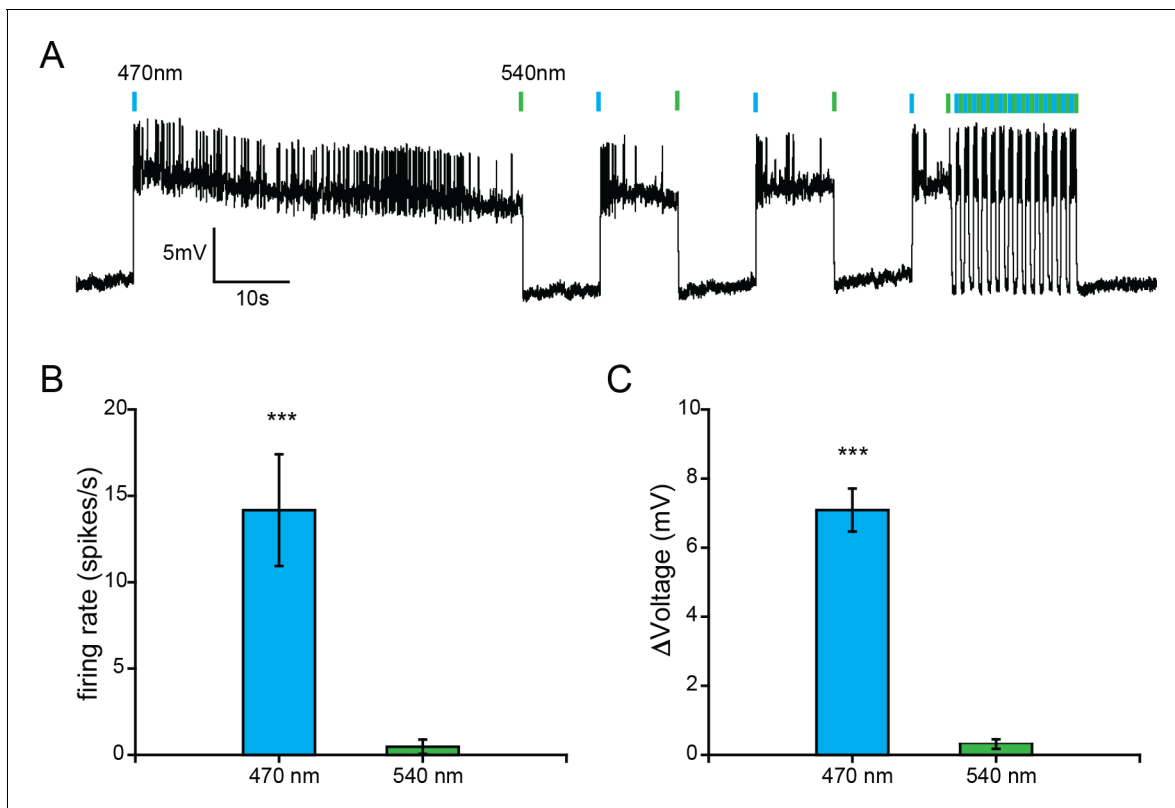 A
470nm
540nm
5mV
10s
B
C
***
***
20
15
10
5
0
firing rate (spikes/s)
470 nm
540 nm
10
8
6
4
2
0
ΔVoltage (mV)
470 nm
540 nm